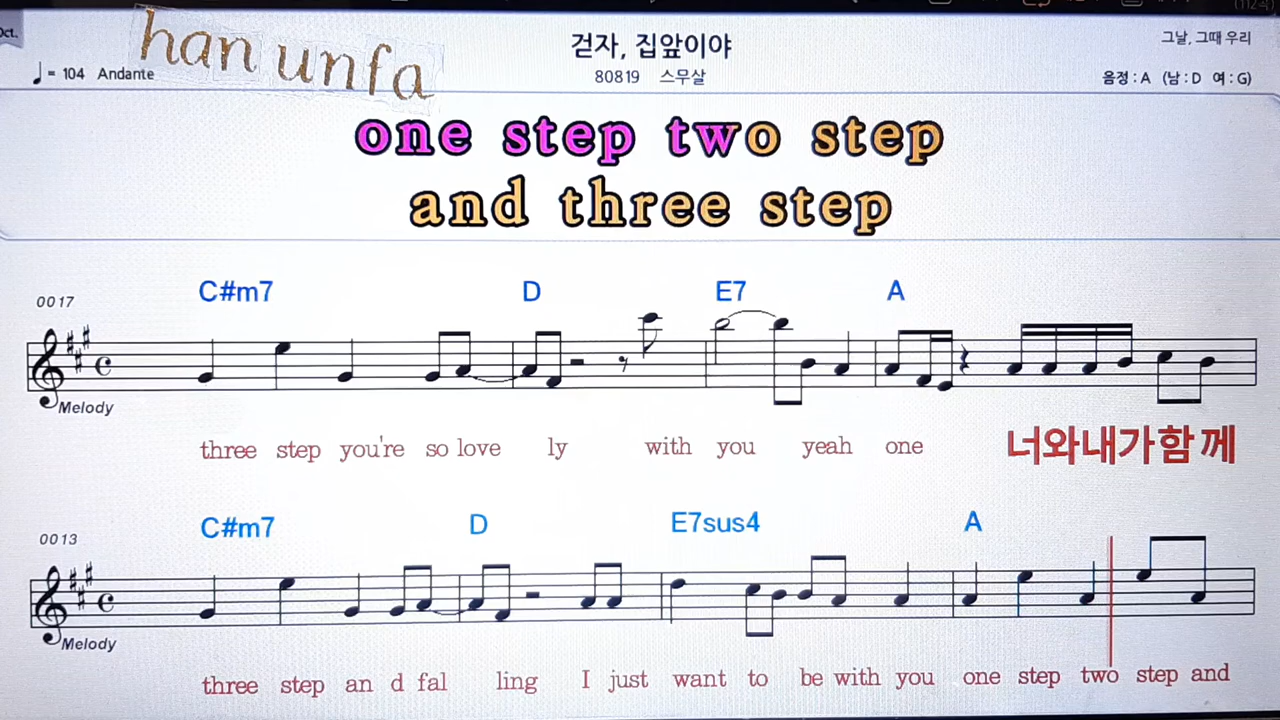 Oct.
han unfa
♩= 104 Andante
걷자, 집앞이야
80819 스무살
그날, 그때 우리
음정 : A (남 : D 여 : G)
one step two step
and three step
0017
C#m7 D E7 A
Melody
three step you're so love ly with you yeah one 너와내가함께
0013
C#m7 D E7sus4 A
Melody
three step an d fal ling I just want to be with you one step two step and